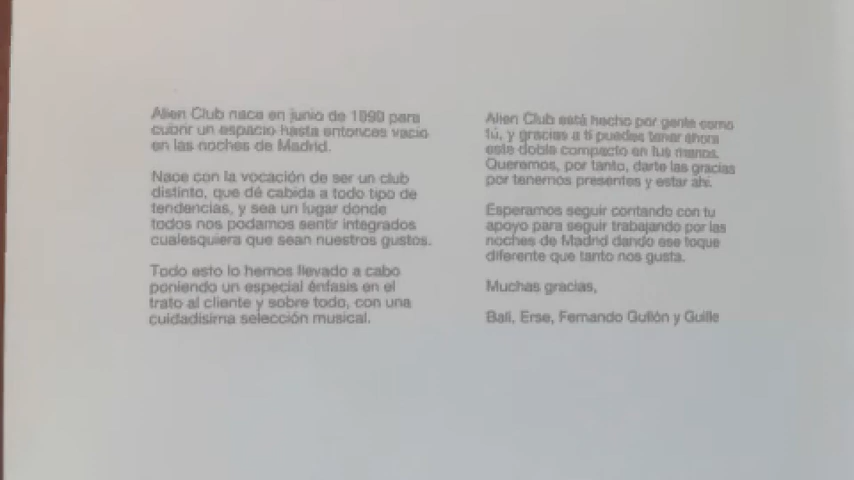 Alien Club nace en junio de 1999 para
cubrir un espacio hasta entonces vacío
en las noches de Madrid.
Nace con la vocación de ser un club
distinto, que dé cabida a todo tipo de
tendencias, y sea un lugar donde
todos nos podamos sentir integrados
cualesquiera que sean nuestros gustos.
Todo esto lo hemos llevado a cabo
poniendo un especial énfasis en el
trato al cliente y sobre todo, con una
cuidadísima selección musical.
Alien Club está hecho por gente como
tú, y gracias a ti puedes tener ahora
este doble compacto en tus manos.
Queremos, por tanto, darte las gracias
por tenernos presentes y estar ahí.
Esperamos seguir contando con tu
apoyo para seguir trabajando por las
noches de Madrid dando ese toque
diferente que tanto nos gusta.
Muchas gracias,
Bali, Erse, Fernando Gullón y Guille